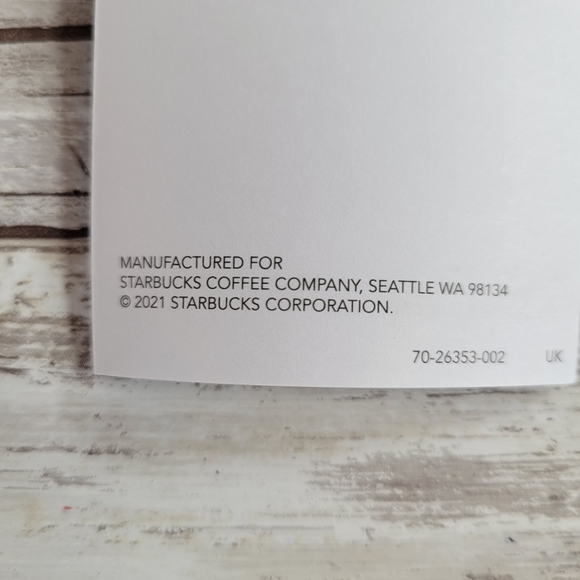 MANUFACTURED FOR
STARBUCKS COFFEE COMPANY, SEATTLE WA 98134
© 2021 STARBUCKS CORPORATION.
70-26353-002 UK